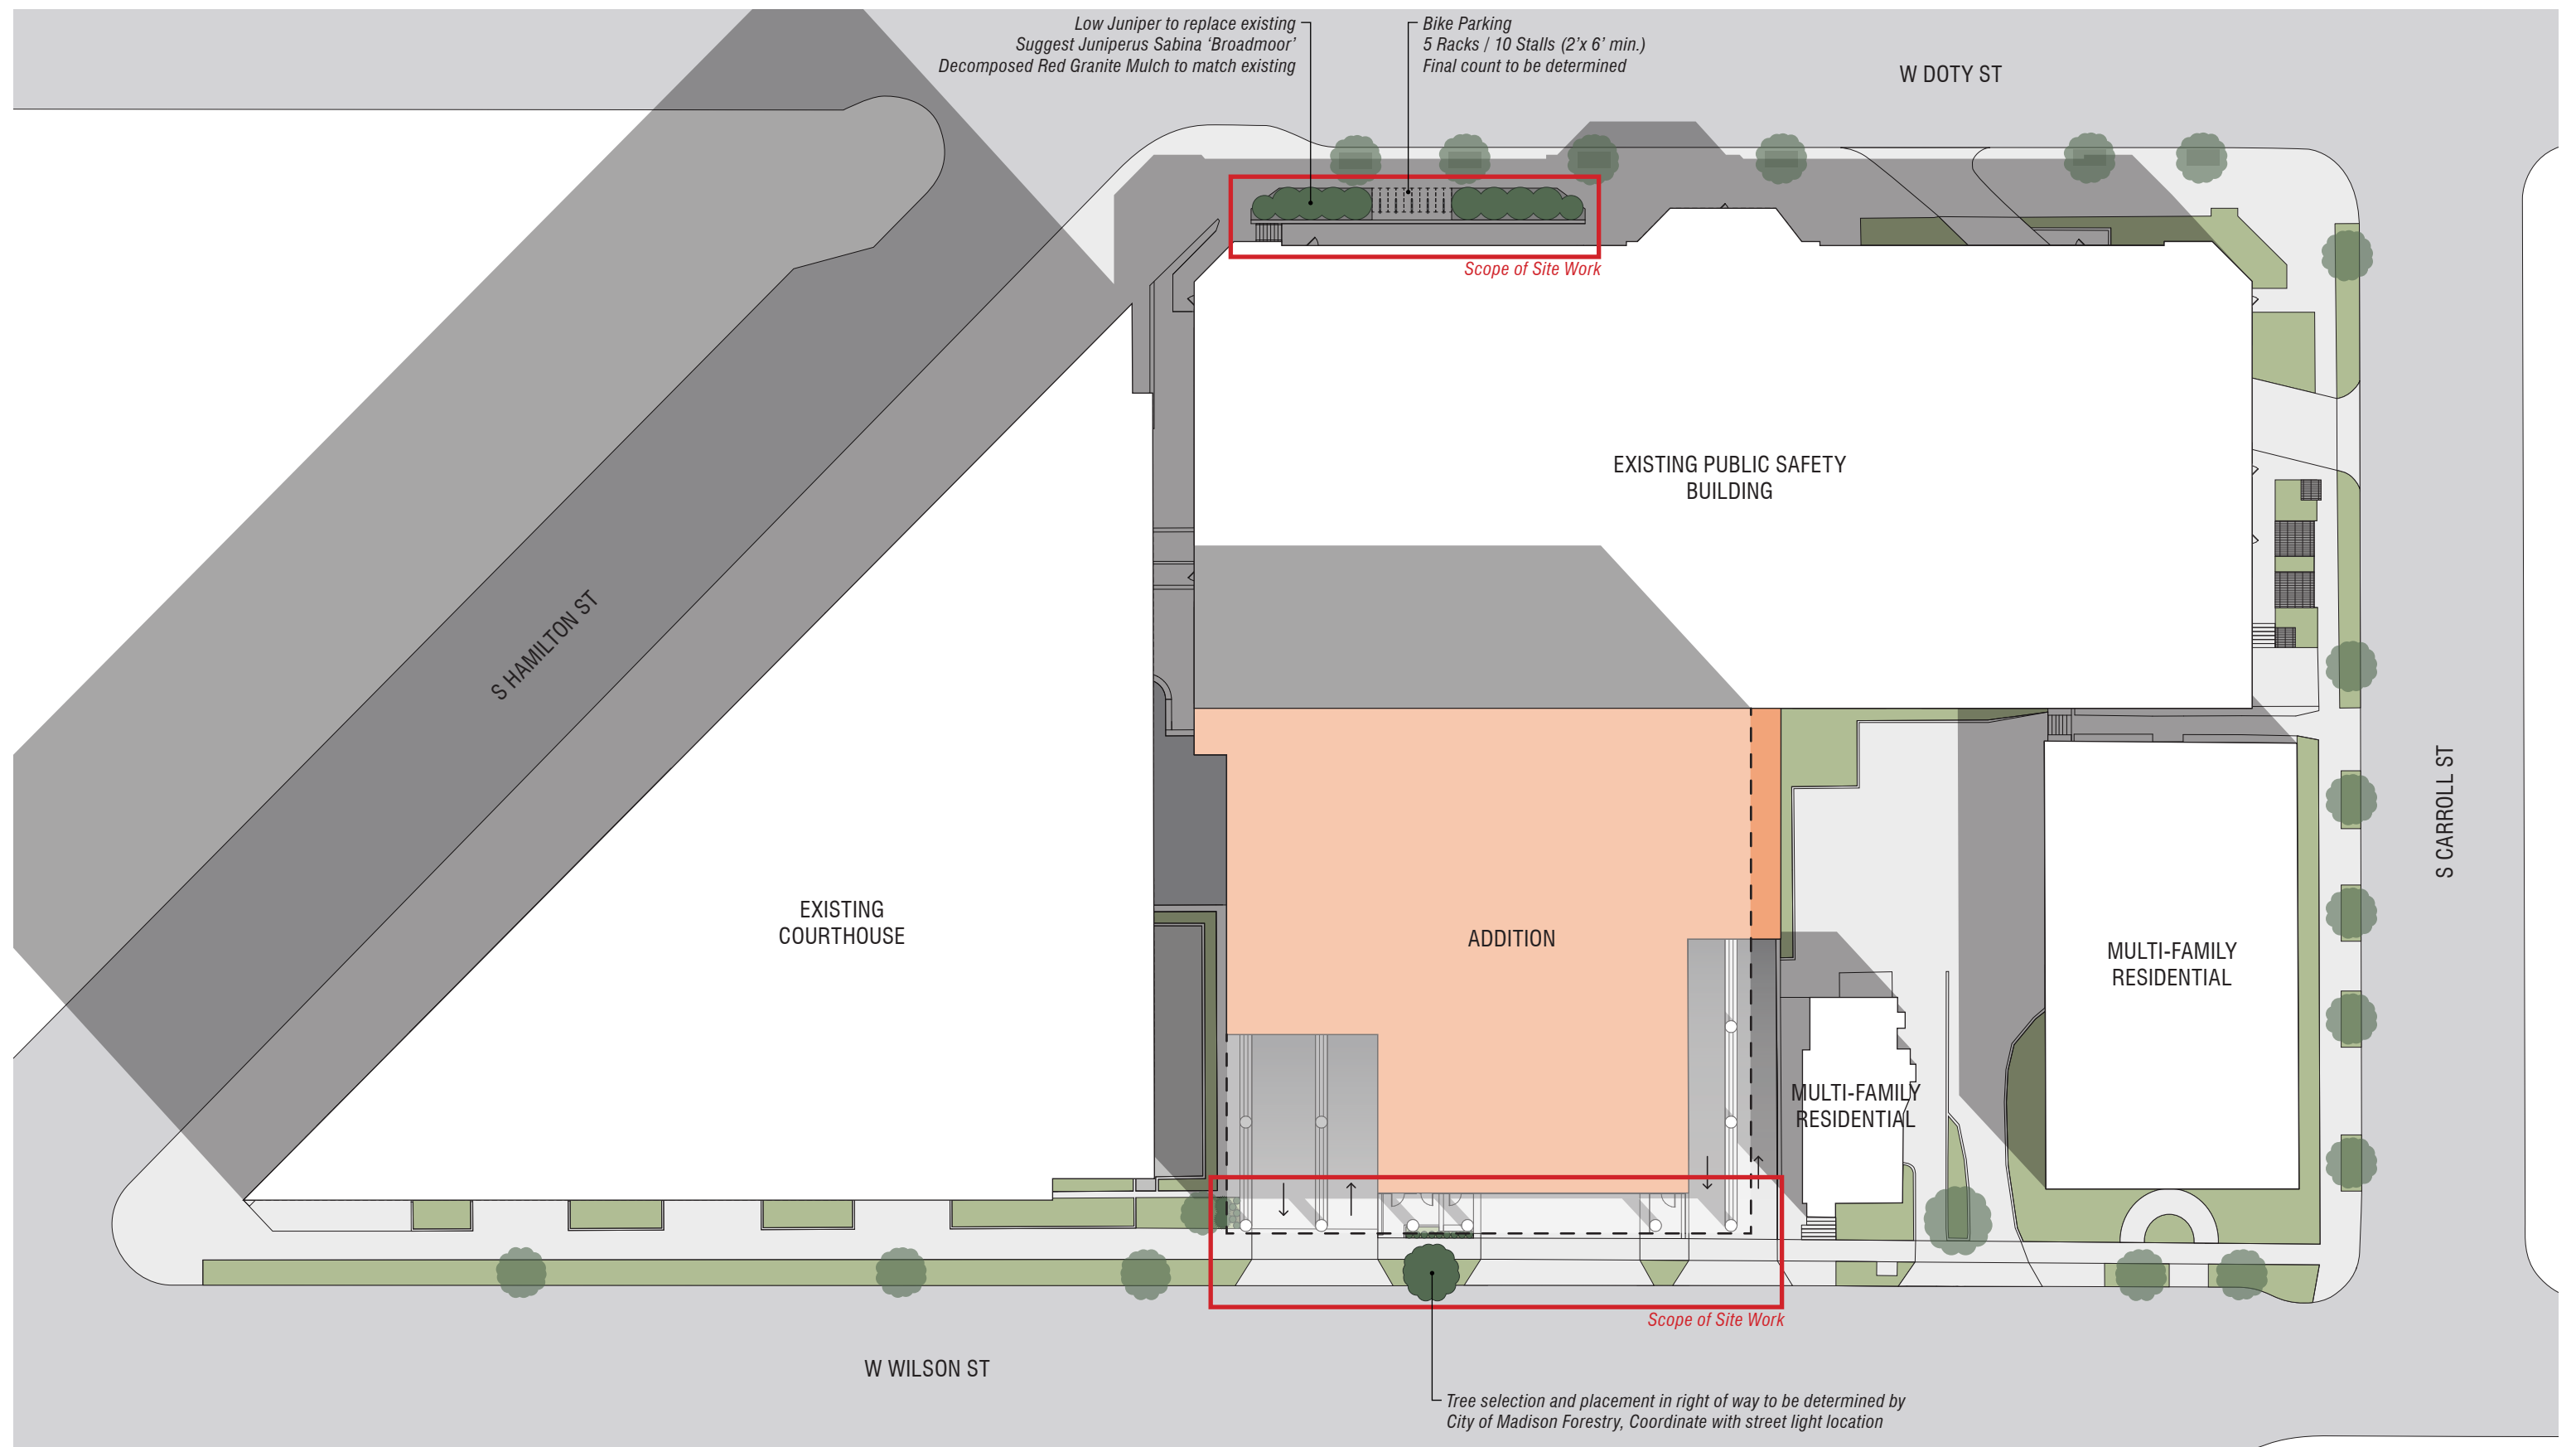 Low Juniper to replace existing
Suggest Juniperus Sabina ‘Broadmoor’
Decomposed Red Granite Mulch to match existing
Bike Parking
5 Racks / 10 Stalls (2’x 6’ min.)
Final count to be determined
W DOTY ST
Scope of Site Work
EXISTING PUBLIC SAFETY
BUILDING
S HAMILTON ST
S CARROLL ST
EXISTING
COURTHOUSE
ADDITION
MULTI-FAMILY
RESIDENTIAL
MULTI-FAMILY
RESIDENTIAL
Scope of Site Work
W WILSON ST
Tree selection and placement in right of way to be determined by
City of Madison Forestry, Coordinate with street light location